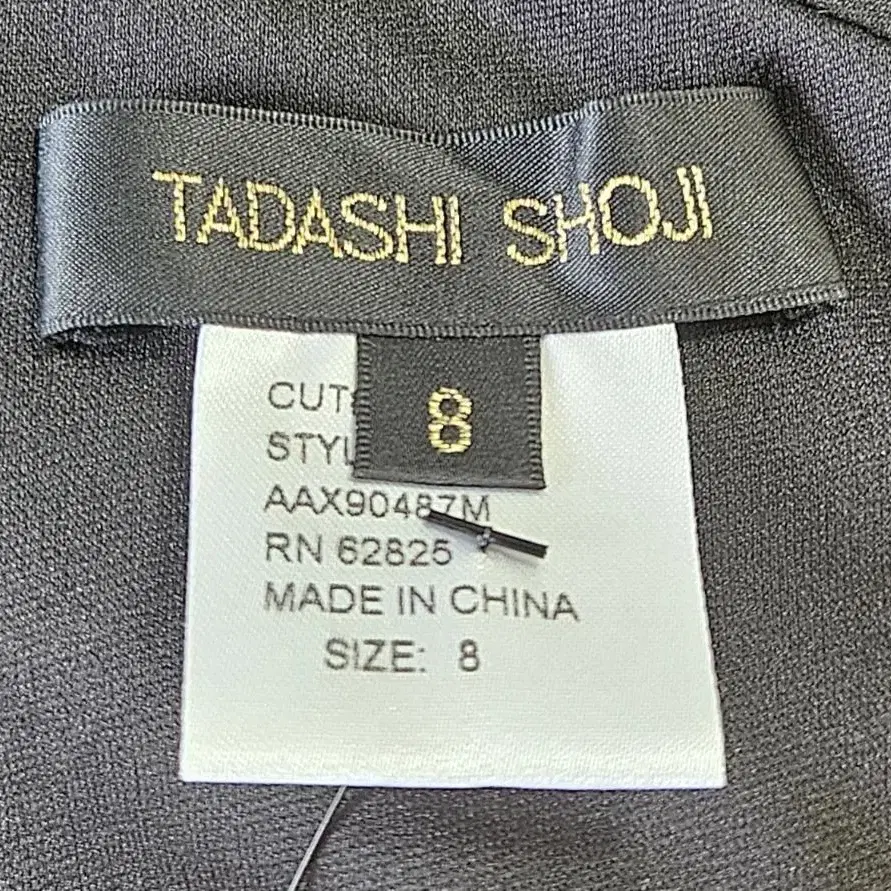 TADASHI SHOJI
8
AAX90487M
RN 62825
MADE IN CHINA
SIZE: 8